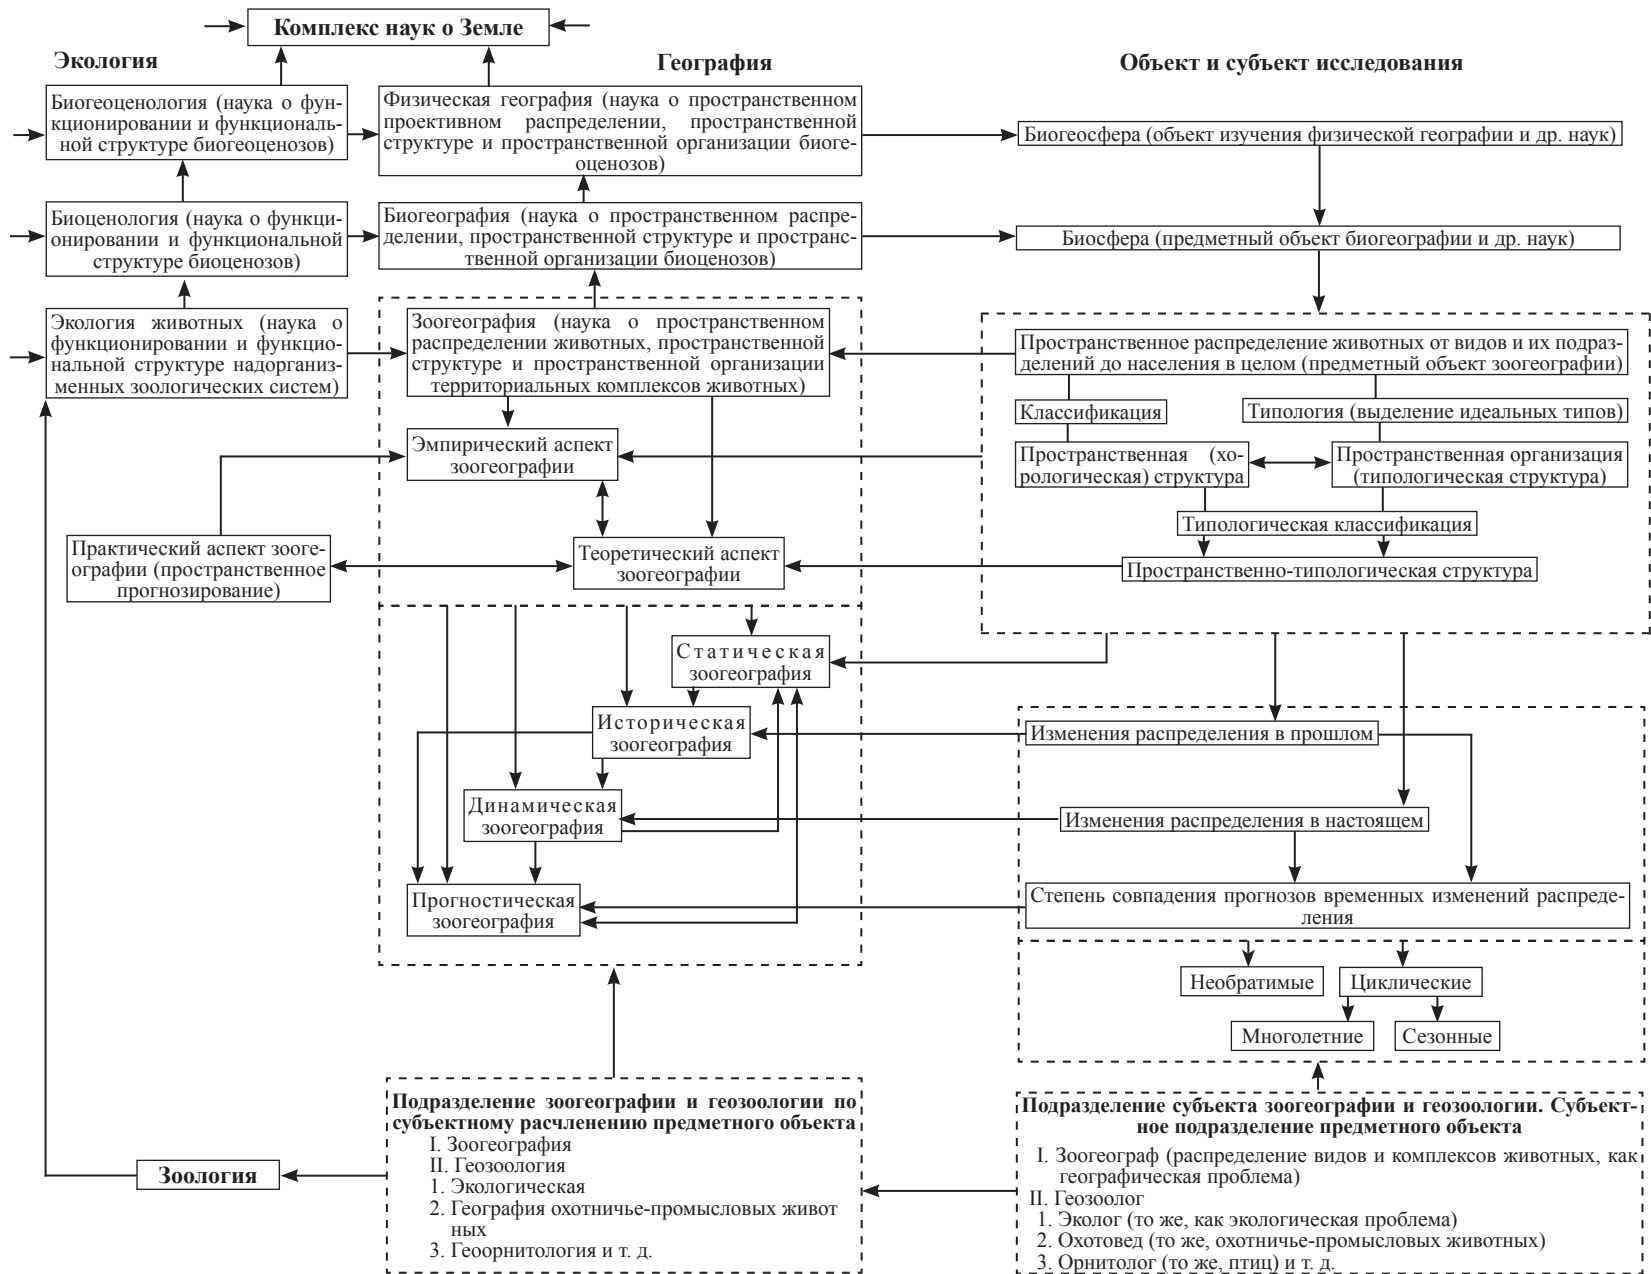 Комплекс наук о Земле
Экология
География
Объект и субъект исследования
Биогеоценология (наука о фун-
кционировании и функциональ-
ной структуре биогеоценозов)
Физическая география (наука о пространственном
проективном распределении, пространственной
структуре и пространственной организации биоге-
оценозов)
Биогеосфера (объект изучения физической географии и др. наук)
Биоценология (наука о функци-
онировании и функциональной
структуре биоценозов)
Биогеография (наука о пространственном распре-
делении, пространственной структуре и пространс-
твенной организации биоценозов)
Биосфера (предметный объект биогеографии и др. наук)
Экология животных (наука о
функционировании и функцио-
нальной структуре надорганиз-
менных зоологических систем)
Зоогеография (наука о пространственном
распределении животных, пространственной
структуре и пространственной организации
территориальных комплексов животных)
Пространственное распределение животных от видов и их подраз-
делений до населения в целом (предметный объект зоогеографии)
Классификация
Типология (выделение идеальных типов)
Эмпирический аспект
зоогеографии
Пространственная (хо-
рологическая) структура
Пространственная организация
(типологическая структура)
Типологическая классификация
Практический аспект зооге-
ографии (пространственное
прогнозирование)
Теоретический аспект
зоогеографии
Пространственно-типологическая структура
Статическая
зоогеография
Историческая
зоогеография
Изменения распределения в прошлом
Динамическая
зоогеография
Изменения распределения в настоящем
Прогностическая
зоогеография
Степень совпадения прогнозов временных изменений распреде-
ления
Необратимые
Циклические
Многолетние
Сезонные
Зоология
Подразделение зоогеографии и геозоологии по
субъектному расчленению предметного объекта
I. Зоогеография
II. Геозоология
1. Экологическая
2. География охотничье-промысловых живот
ных
3. Геоорнитология и т. д.
Подразделение субъекта зоогеографии и геозоологии. Субъект-
ное подразделение предметного объекта
I. Зоогеограф (распределение видов и комплексов животных, как
географическая проблема)
II. Геозоолог
1. Эколог (то же, как экологическая проблема)
2. Охотовед (то же, охотничье-промысловых животных)
3. Орнитолог (то же, птиц) и т. д.